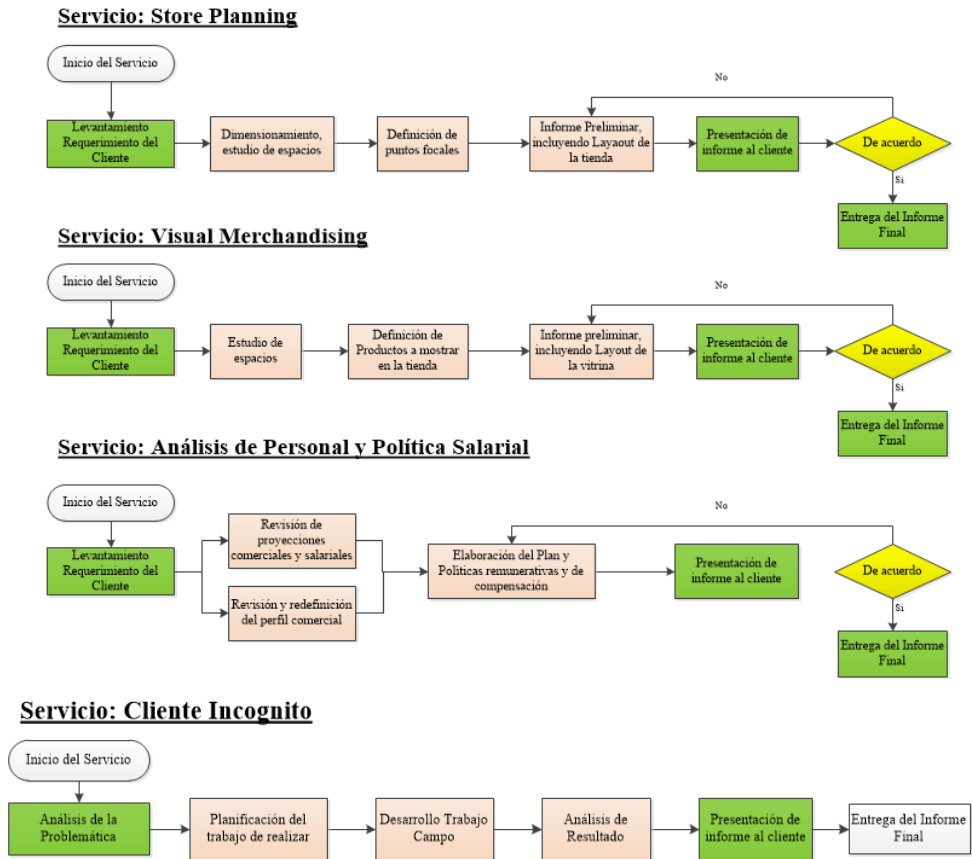 Servicio: Store Planning
Inicio del Servicio
Levantamiento
Requerimiento del
Cliente
Dimensionamiento,
estudio de espacios
Definición de
puntos focales
Informe Preliminar,
incluyendo Layaout de
la tienda
Presentación de
informe al cliente
No
De acuerdo
Si
Entrega del Informe
Final
Servicio: Visual Merchandising
Inicio del Servicio
Levantamiento
Requerimiento del
Cliente
Estudio de
espacios
Definición de
Productos a mostrar
en la tienda
Informe preliminar,
incluyendo Layout de
la vitrina
Presentación de
informe al cliente
No
De acuerdo
Si
Entrega del Informe
Final
Servicio: Análisis de Personal y Política Salarial
Inicio del Servicio
Levantamiento
Requerimiento del
Cliente
Revisión de
proyecciones
comerciales y salariales
Revisión y redefinición
del perfil comercial
Elaboración del Plan y
Políticas remunerativas y de
compensación
Presentación de
informe al cliente
No
De acuerdo
Si
Entrega del Informe
Final
Servicio: Cliente Incognito
Inicio del Servicio
Análisis de la
Problemática
Planificación del
trabajo de realizar
Desarrollo Trabajo
Campo
Análisis de
Resultado
Presentación de
informe al cliente
Entrega del Informe
Final